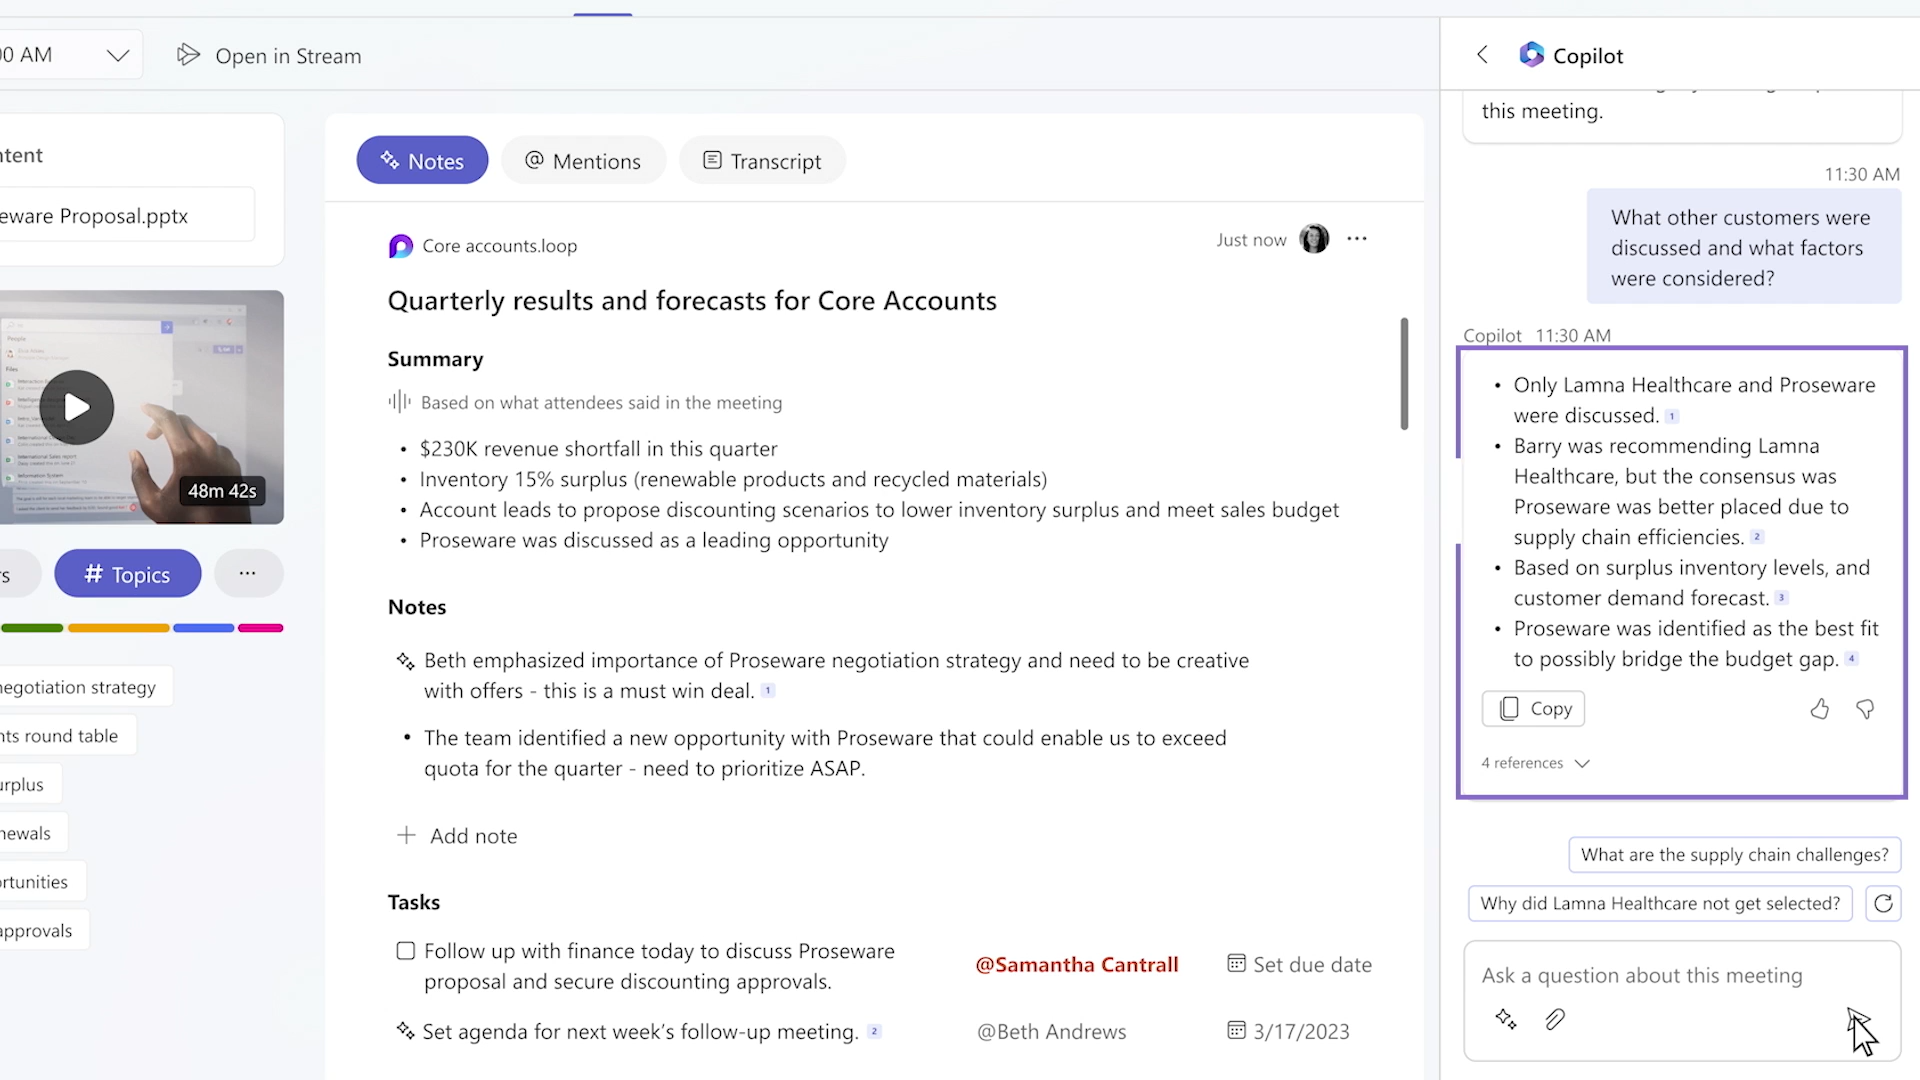 00 AM
Open in Stream
ntent
eware Proposal.pptx
48m 42s
rs
# Topics
...
negotiation strategy
nts round table
urplus
newals
ortunities
approvals
Notes
@ Mentions
Transcript
Core accounts.loop
Just now
Quarterly results and forecasts for Core Accounts
Summary
Based on what attendees said in the meeting
• $230K revenue shortfall in this quarter
• Inventory 15% surplus (renewable products and recycled materials)
• Account leads to propose discounting scenarios to lower inventory surplus and meet sales budget
• Proseware was discussed as a leading opportunity
Notes
Beth emphasized importance of Proseware negotiation strategy and need to be creative
with offers - this is a must win deal. 1
• The team identified a new opportunity with Proseware that could enable us to exceed
quota for the quarter - need to prioritize ASAP.
+ Add note
Tasks
Follow up with finance today to discuss Proseware
proposal and secure discounting approvals.
@Samantha Cantrall
Set due date
Set agenda for next week’s follow-up meeting. 2
@Beth Andrews
3/17/2023
Copilot
this meeting.
11:30 AM
What other customers were
discussed and what factors
were considered?
Copilot 11:30 AM
• Only Lamna Healthcare and Proseware
were discussed. 1
• Barry was recommending Lamna
Healthcare, but the consensus was
Proseware was better placed due to
supply chain efficiencies. 2
• Based on surplus inventory levels, and
customer demand forecast. 3
• Proseware was identified as the best fit
to possibly bridge the budget gap. 4
Copy
4 references
What are the supply chain challenges?
Why did Lamna Healthcare not get selected?
Ask a question about this meeting